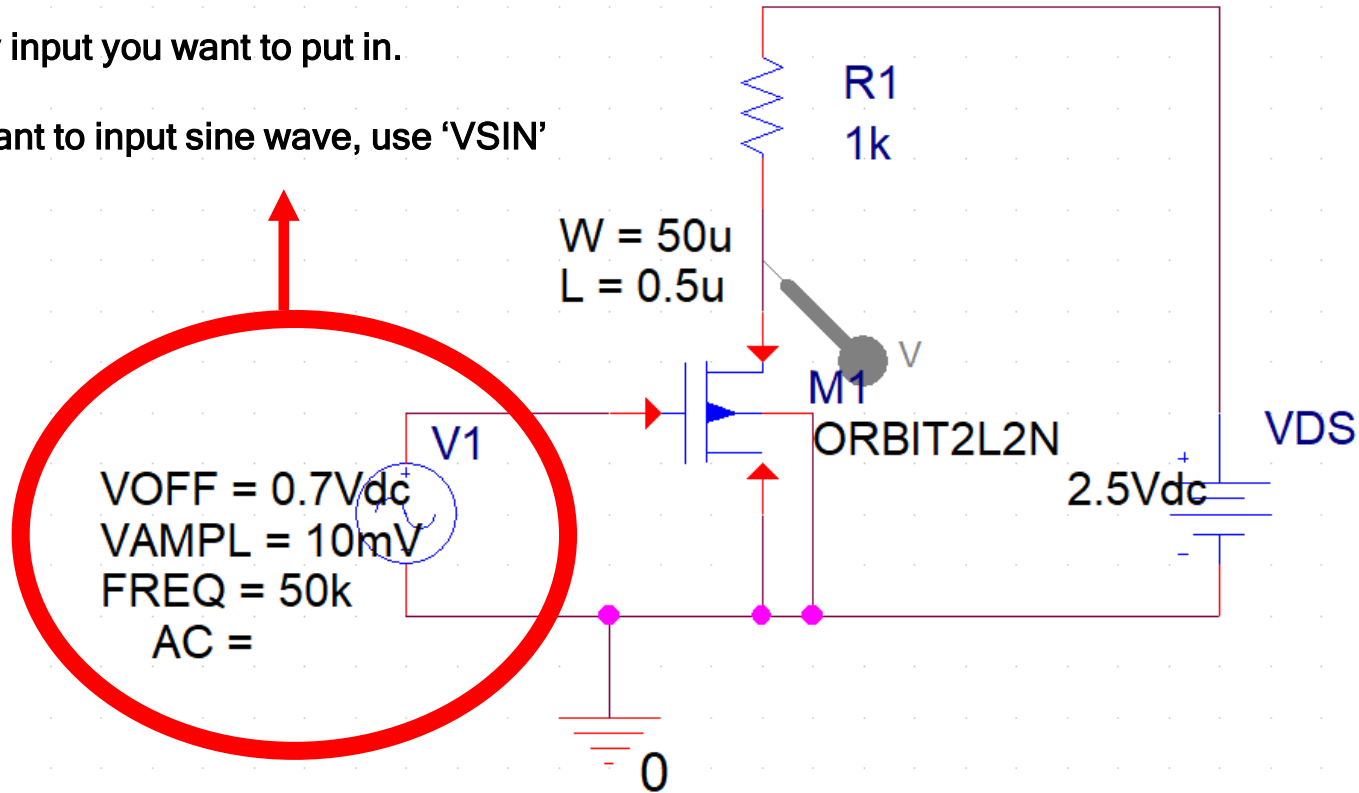 input you want to put in.
to input sine wave, use ‘VSIN’
R1
1k
W = 50u
L = 0.5u
V
M1
ORBIT2L2N
VDS
+
2.5Vdc
-
V1
+
VOFF = 0.7Vdc
VAMPL = 10mV
FREQ = 50k
AC =
0